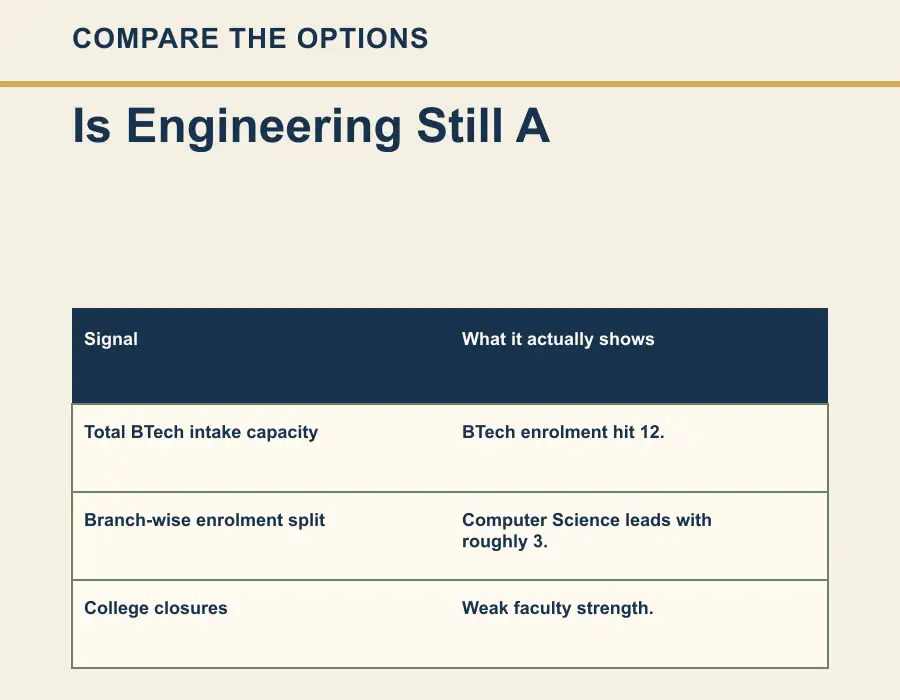 COMPARE THE OPTIONS
Is Engineering Still A
Signal
What it actually shows
Total BTech intake capacity
BTech enrolment hit 12.
Branch-wise enrolment split
Computer Science leads with
roughly 3.
College closures
Weak faculty strength.